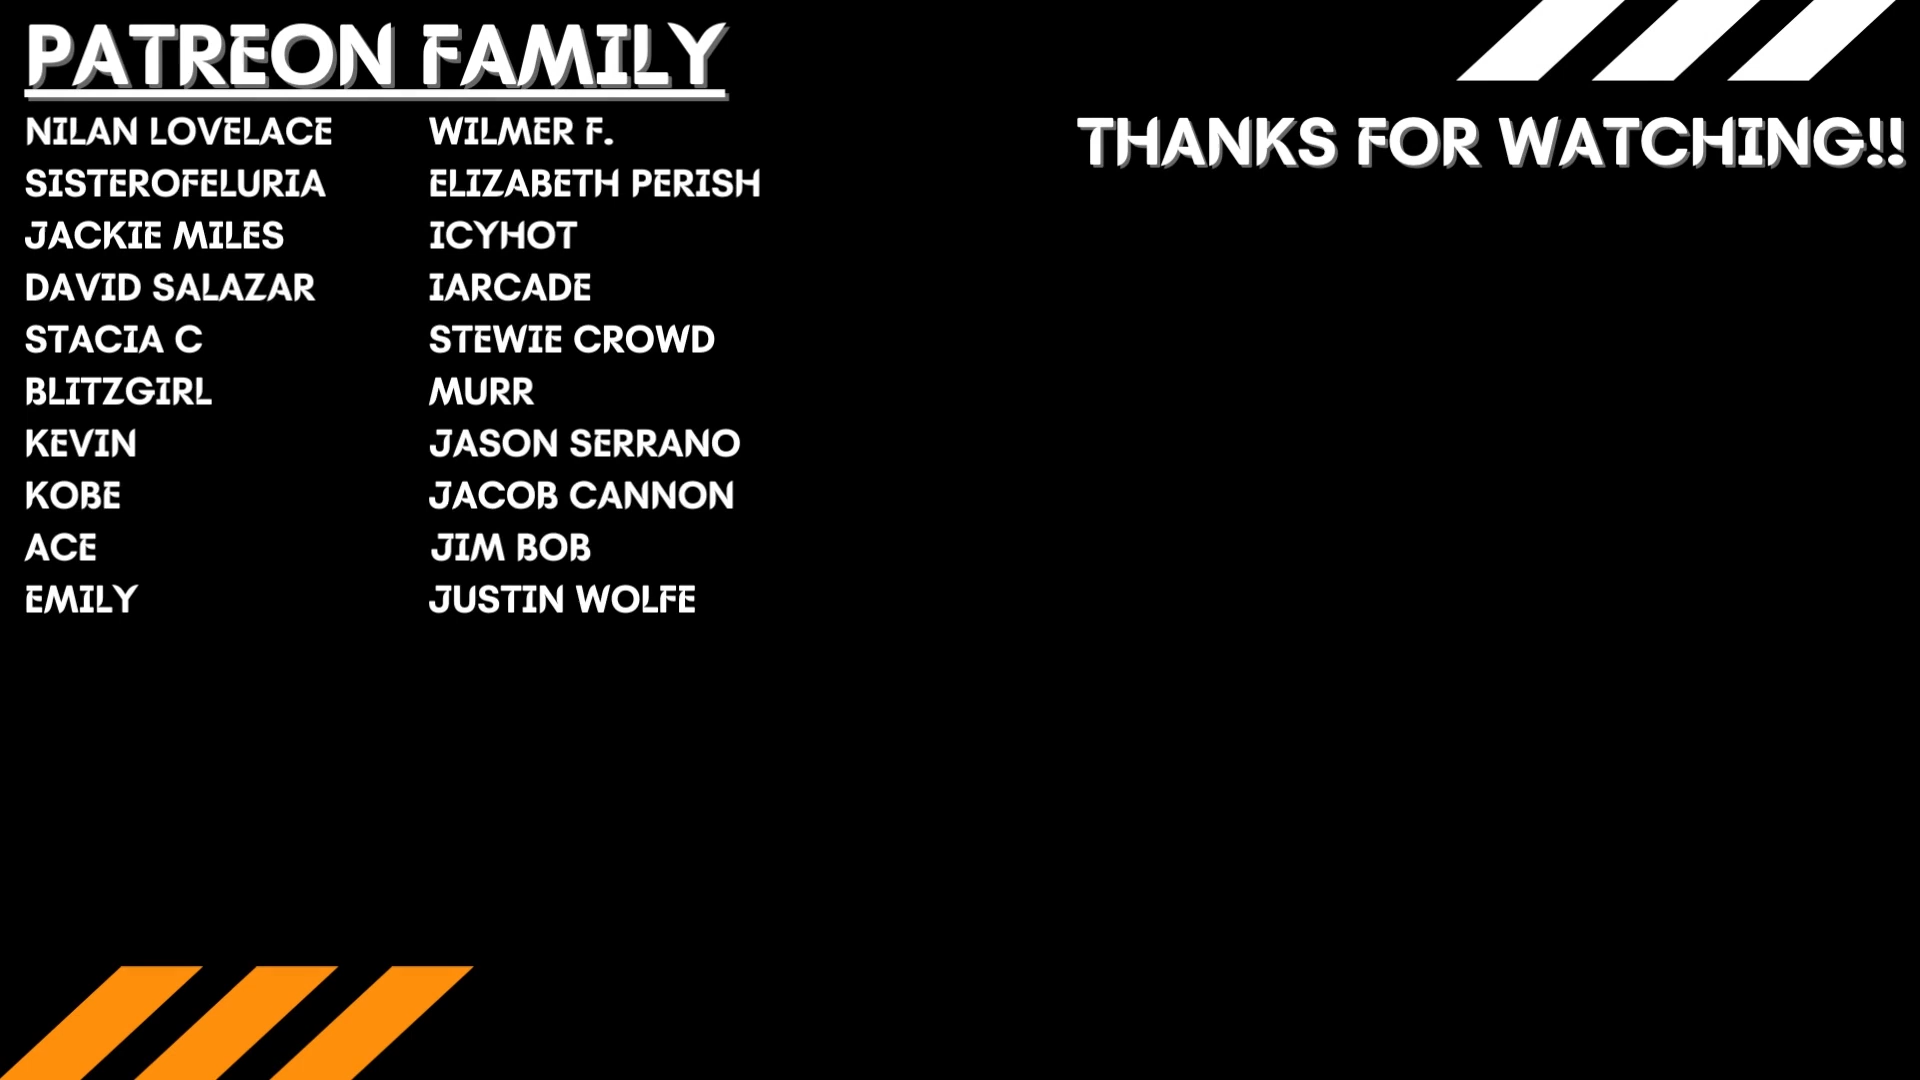 PATREON FAMILY
NILAN LOVELACE
SISTEROFELURIA
JACKIE MILES
DAVID SALAZAR
STACIA C
BLITZGIRL
KEVIN
KOBE
ACE
EMILY
WILMER F.
ELIZABETH PERISH
ICYHOT
IARCADE
STEWIE CROWD
MURR
JASON SERRANO
JACOB CANNON
JIM BOB
JUSTIN WOLFE
THANKS FOR WATCHING!!